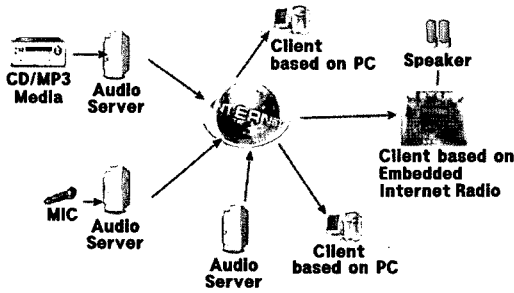 CD/MP3
Media
Audio
Server
Client
based on PC
Speaker
INTERNET
Client based on
Embedded
Internet Radio
MIC
Audio
Server
Audio
Server
Client
based on PC